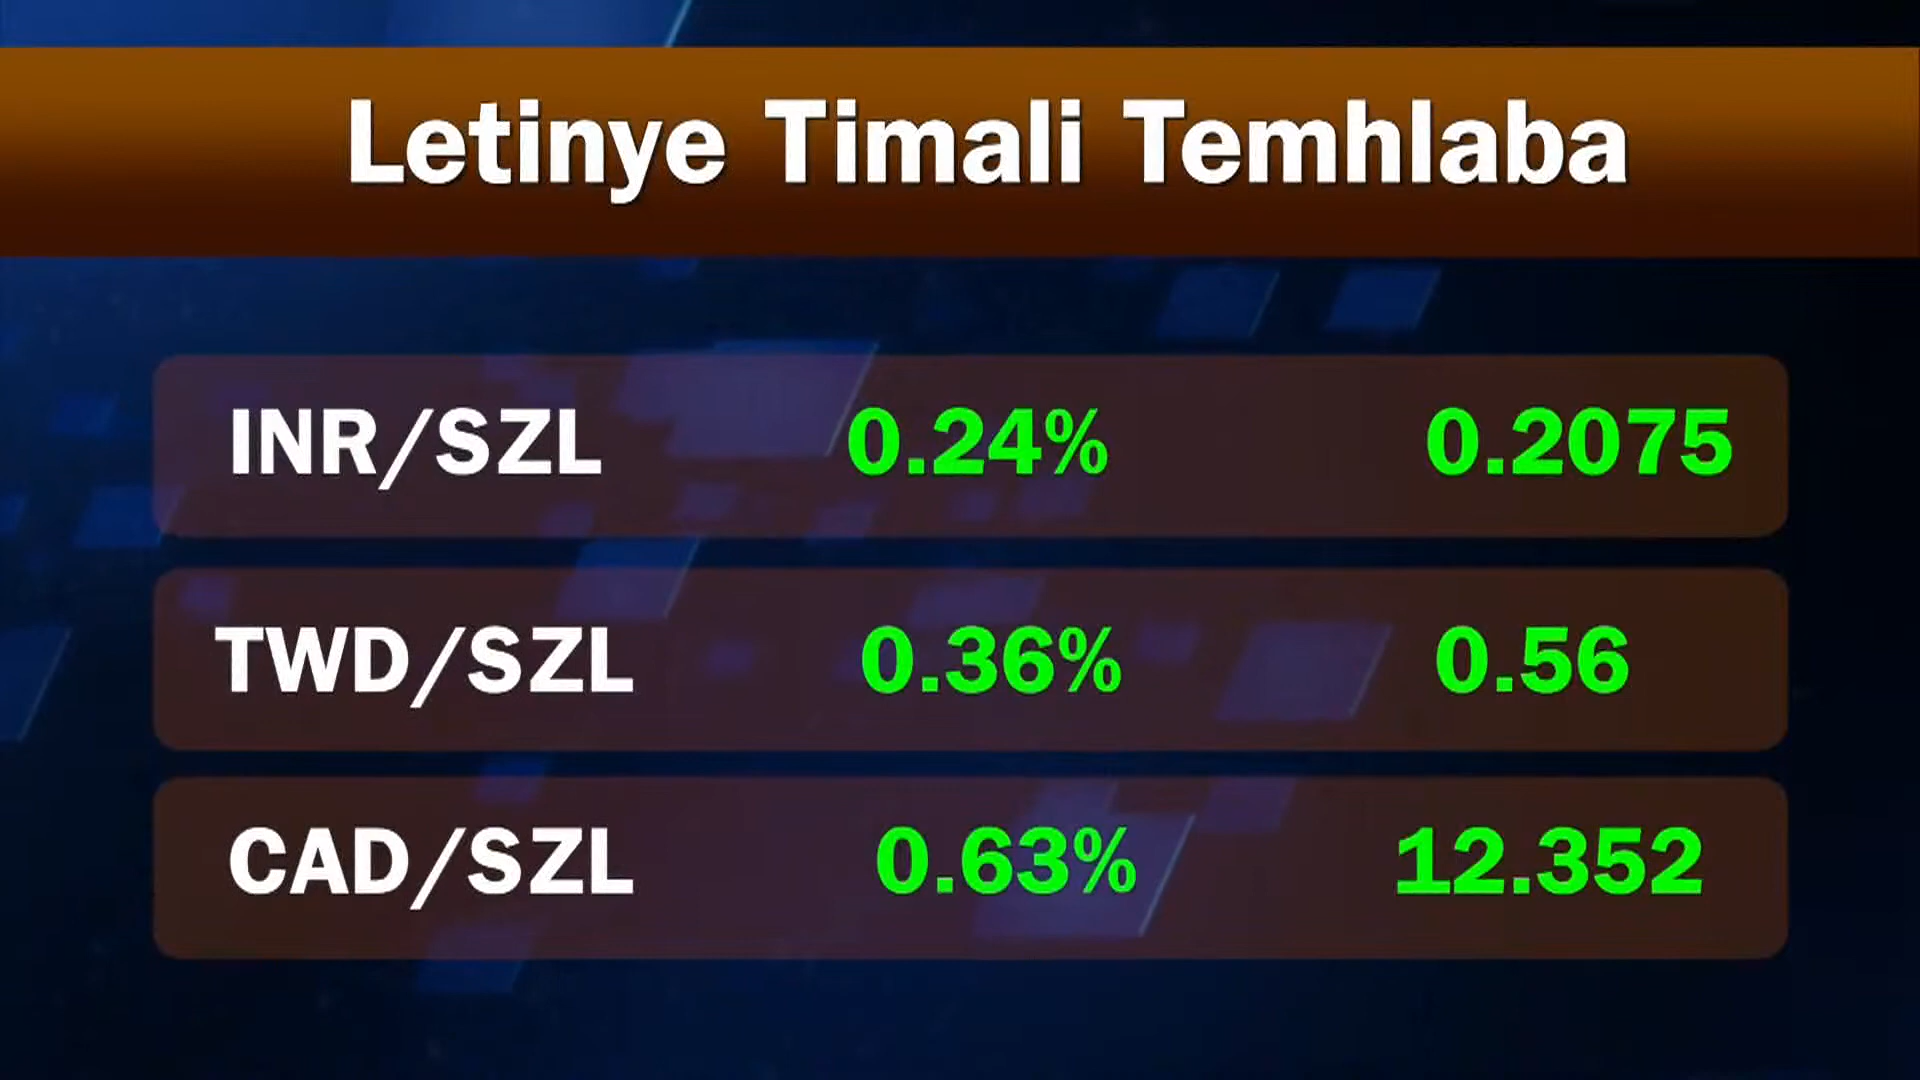 Letinye Timali Temhlaba
INR/SZL 0.24% 0.2075
TWD/SZL 0.36% 0.56
CAD/SZL 0.63% 12.352